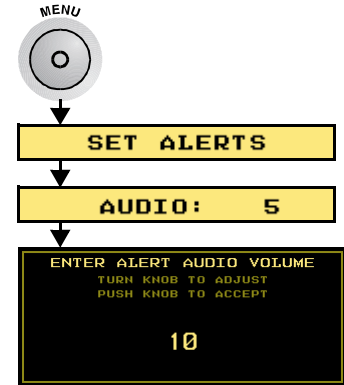 MENU
SET ALERTS
AUDIO: 5
ENTER ALERT AUDIO VOLUME
TURN KNOB TO ADJUST
PUSH KNOB TO ACCEPT
10